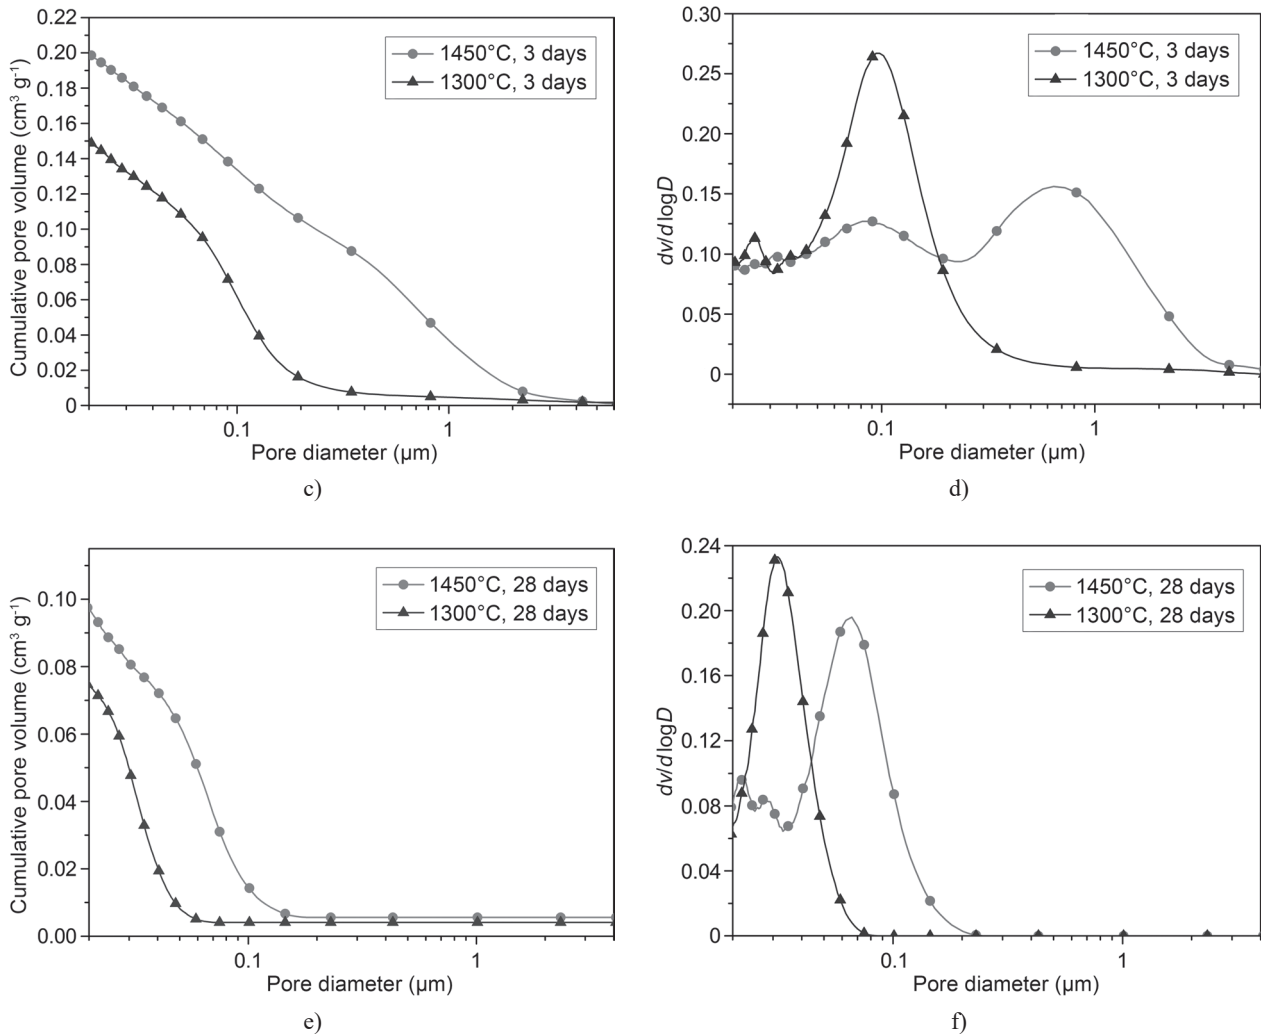 0.22
0.20
0.18
0.16
0.14
0.12
0.10
0.08
0.06
0.04
0.02
0
Cumulative pore volume (cm³ g⁻¹)
1450°C, 3 days
1300°C, 3 days
0.1
1
Pore diameter (µm)
c)
0.30
0.25
0.30
0.20
0.15
0.10
0.05
0
dv/dlogD
1450°C, 3 days
1300°C, 3 days
0.1
1
Pore diameter (µm)
d)
0.10
0.08
0.06
0.04
0.02
0.00
Cumulative pore volume (cm³ g⁻¹)
1450°C, 28 days
1300°C, 28 days
0.1
1
Pore diameter (µm)
e)
0.24
0.20
0.16
0.12
0.08
0.04
0
dv/dlogD
1450°C, 28 days
1300°C, 28 days
0.1
1
Pore diameter (µm)
f)